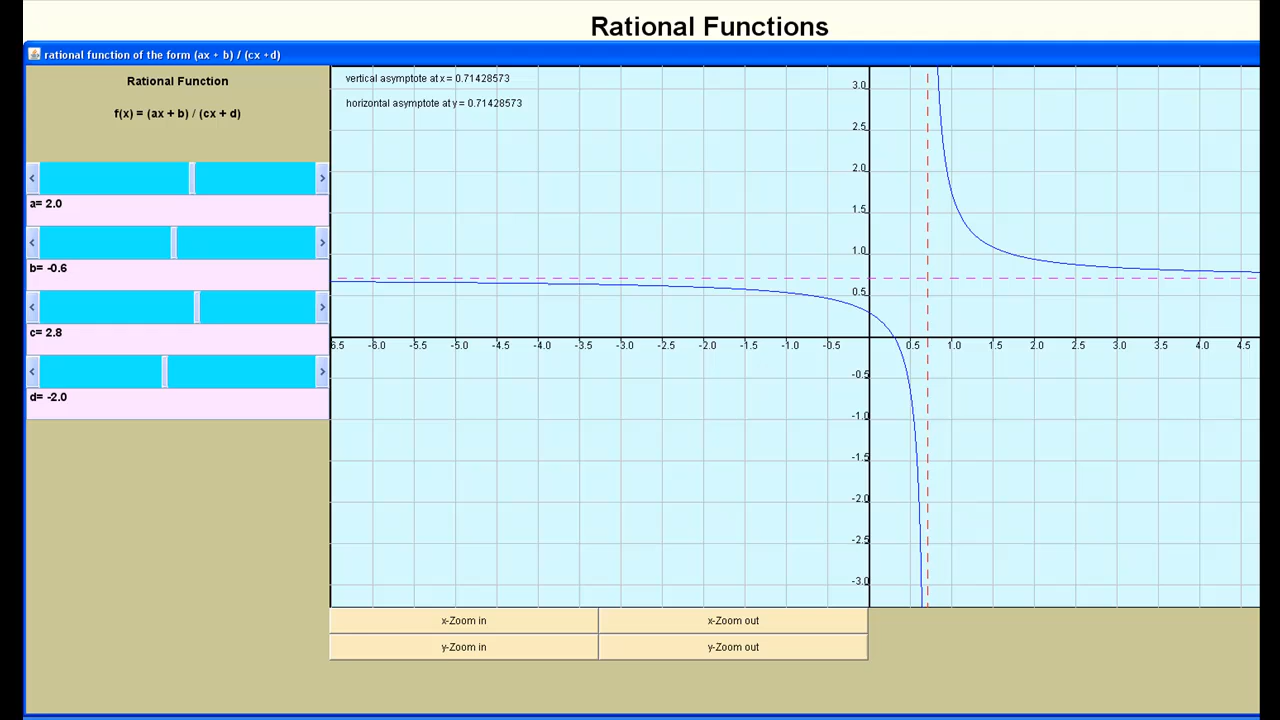 Rational Functions
rational function of the form (ax + b) / (cx +d)
Rational Function
f(x) = (ax + b) / (cx + d)
a= 2.0
b= -0.6
c= 2.8
d= -2.0
vertical asymptote at x = 0.71428573
horizontal asymptote at y = 0.71428573
3.0
2.5
2.0
1.5
1.0
0.5
6.5 -6.0 -5.5 -5.0 -4.5 -4.0 -3.5 -3.0 -2.5 -2.0 -1.5 -1.0 -0.5 0.5 1.0 1.5 2.0 2.5 3.0 3.5 4.0 4.5
-0.5
-1.0
-1.5
-2.0
-2.5
-3.0
x-Zoom in x-Zoom out
y-Zoom in y-Zoom out